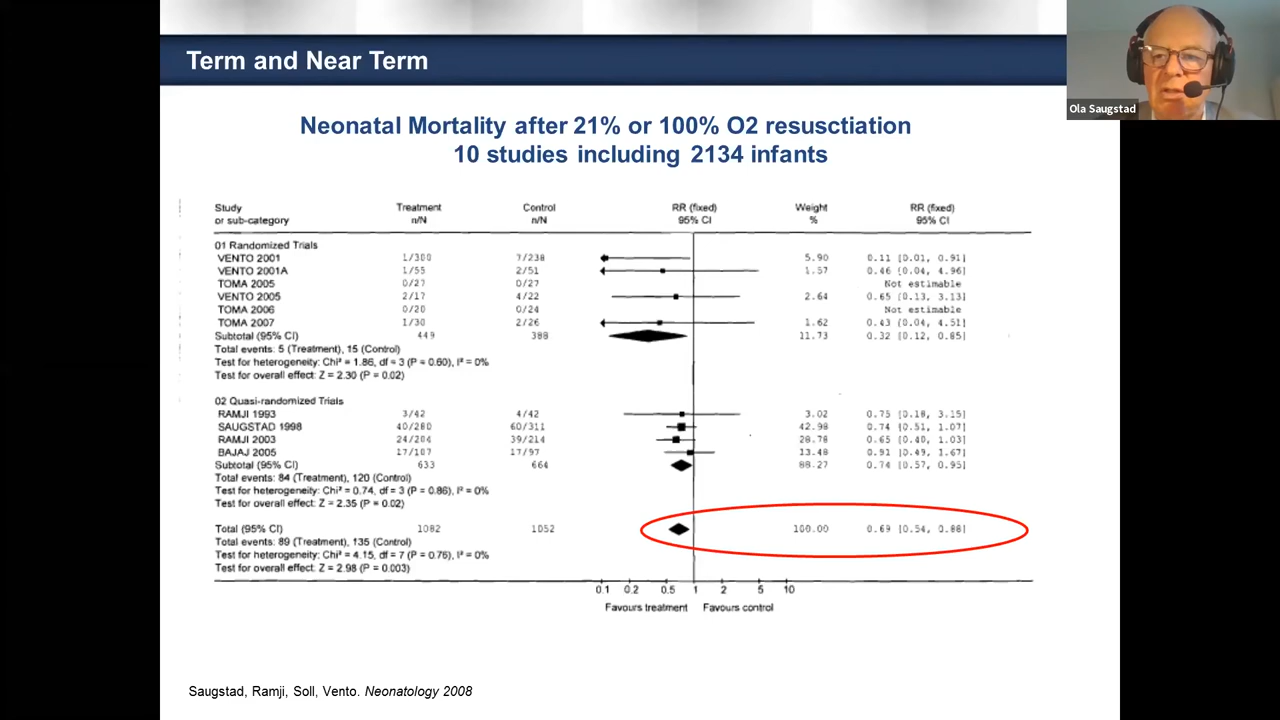 Term and Near Term
Ola Saugstad
Neonatal Mortality after 21% or 100% O2 resusctiation
10 studies including 2134 infants
Study Treatment Control RR (fixed) Weight RR (fixed)
or sub-category n/N n/N 95% CI % 95% CI
01 Randomized Trials
VENTO 2001 1/300 7/238 5.90 0.11 [0.01, 0.91]
VENTO 2001A 1/55 2/51 1.57 0.46 [0.04, 4.96]
TOMA 2005 0/27 0/27 Not estimable
VENTO 2005 2/17 4/22 2.64 0.65 [0.13, 3.13]
TOMA 2006 0/20 0/24 Not estimable
TOMA 2007 1/30 2/26 1.62 0.43 [0.04, 4.51]
Subtotal (95% CI) 449 388 11.73 0.32 [0.12, 0.85]
Total events: 5 (Treatment), 15 (Control)
Test for heterogeneity: Chi² = 1.86, df = 3 (P = 0.60), I² = 0%
Test for overall effect: Z = 2.30 (P = 0.02)
02 Quasi-randomized Trials
RAMJI 1993 3/42 4/42 3.02 0.75 [0.18, 3.15]
SAUGSTAD 1998 40/280 60/311 42.98 0.74 [0.51, 1.07]
RAMJI 2003 24/204 39/214 28.78 0.65 [0.40, 1.03]
BAJAJ 2005 17/107 17/97 13.48 0.91 [0.49, 1.67]
Subtotal (95% CI) 633 664 88.27 0.74 [0.57, 0.95]
Total events: 84 (Treatment), 120 (Control)
Test for heterogeneity: Chi² = 0.74, df = 3 (P = 0.86), I² = 0%
Test for overall effect: Z = 2.35 (P = 0.02)
Total (95% CI) 1082 1052 100.00 0.69 [0.54, 0.88]
Total events: 89 (Treatment), 135 (Control)
Test for heterogeneity: Chi² = 4.15, df = 7 (P = 0.76), I² = 0%
Test for overall effect: Z = 2.98 (P = 0.003)
0.1 0.2 0.5 1 2 5 10
Favours treatment Favours control
Saugstad, Ramji, Soll, Vento. Neonatology 2008